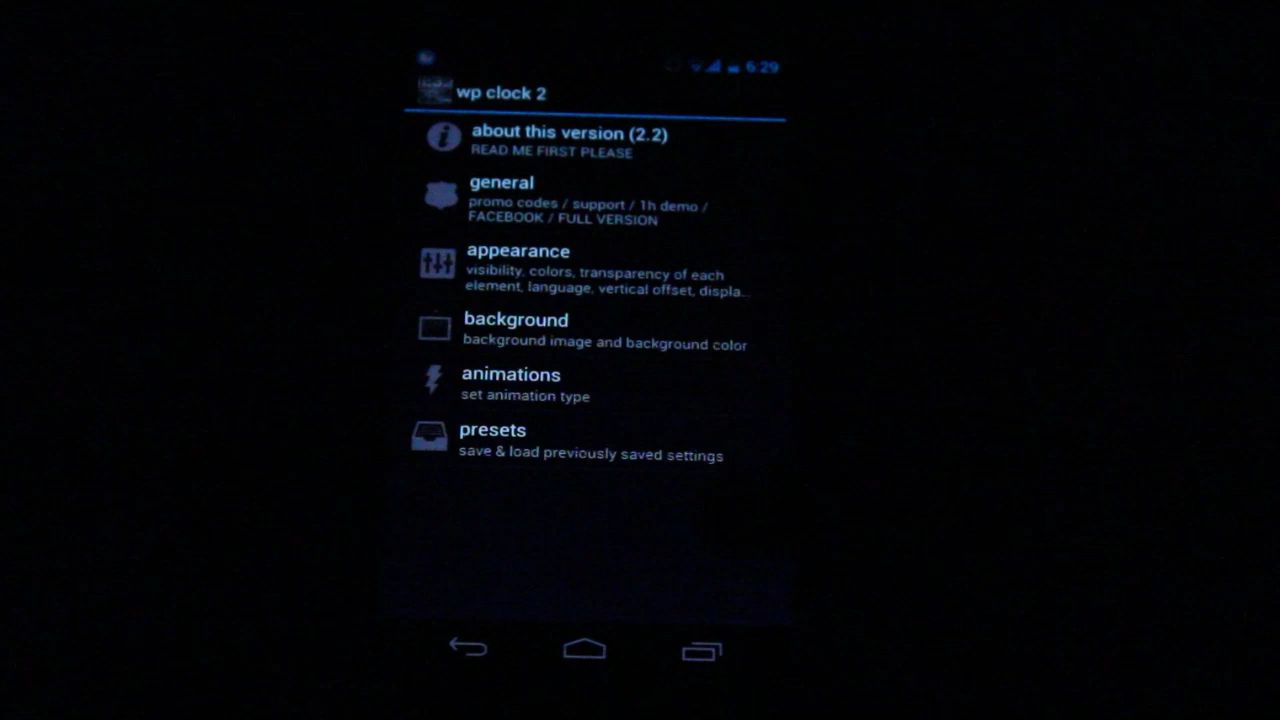 6:29
wp clock 2
about this version (2.2)
READ ME FIRST PLEASE
general
promo codes / support / 1h demo /
FACEBOOK / FULL VERSION
appearance
visibility, colors, transparency of each
element, language, vertical offset, displa...
background
background image and background color
animations
set animation type
presets
save & load previously saved settings